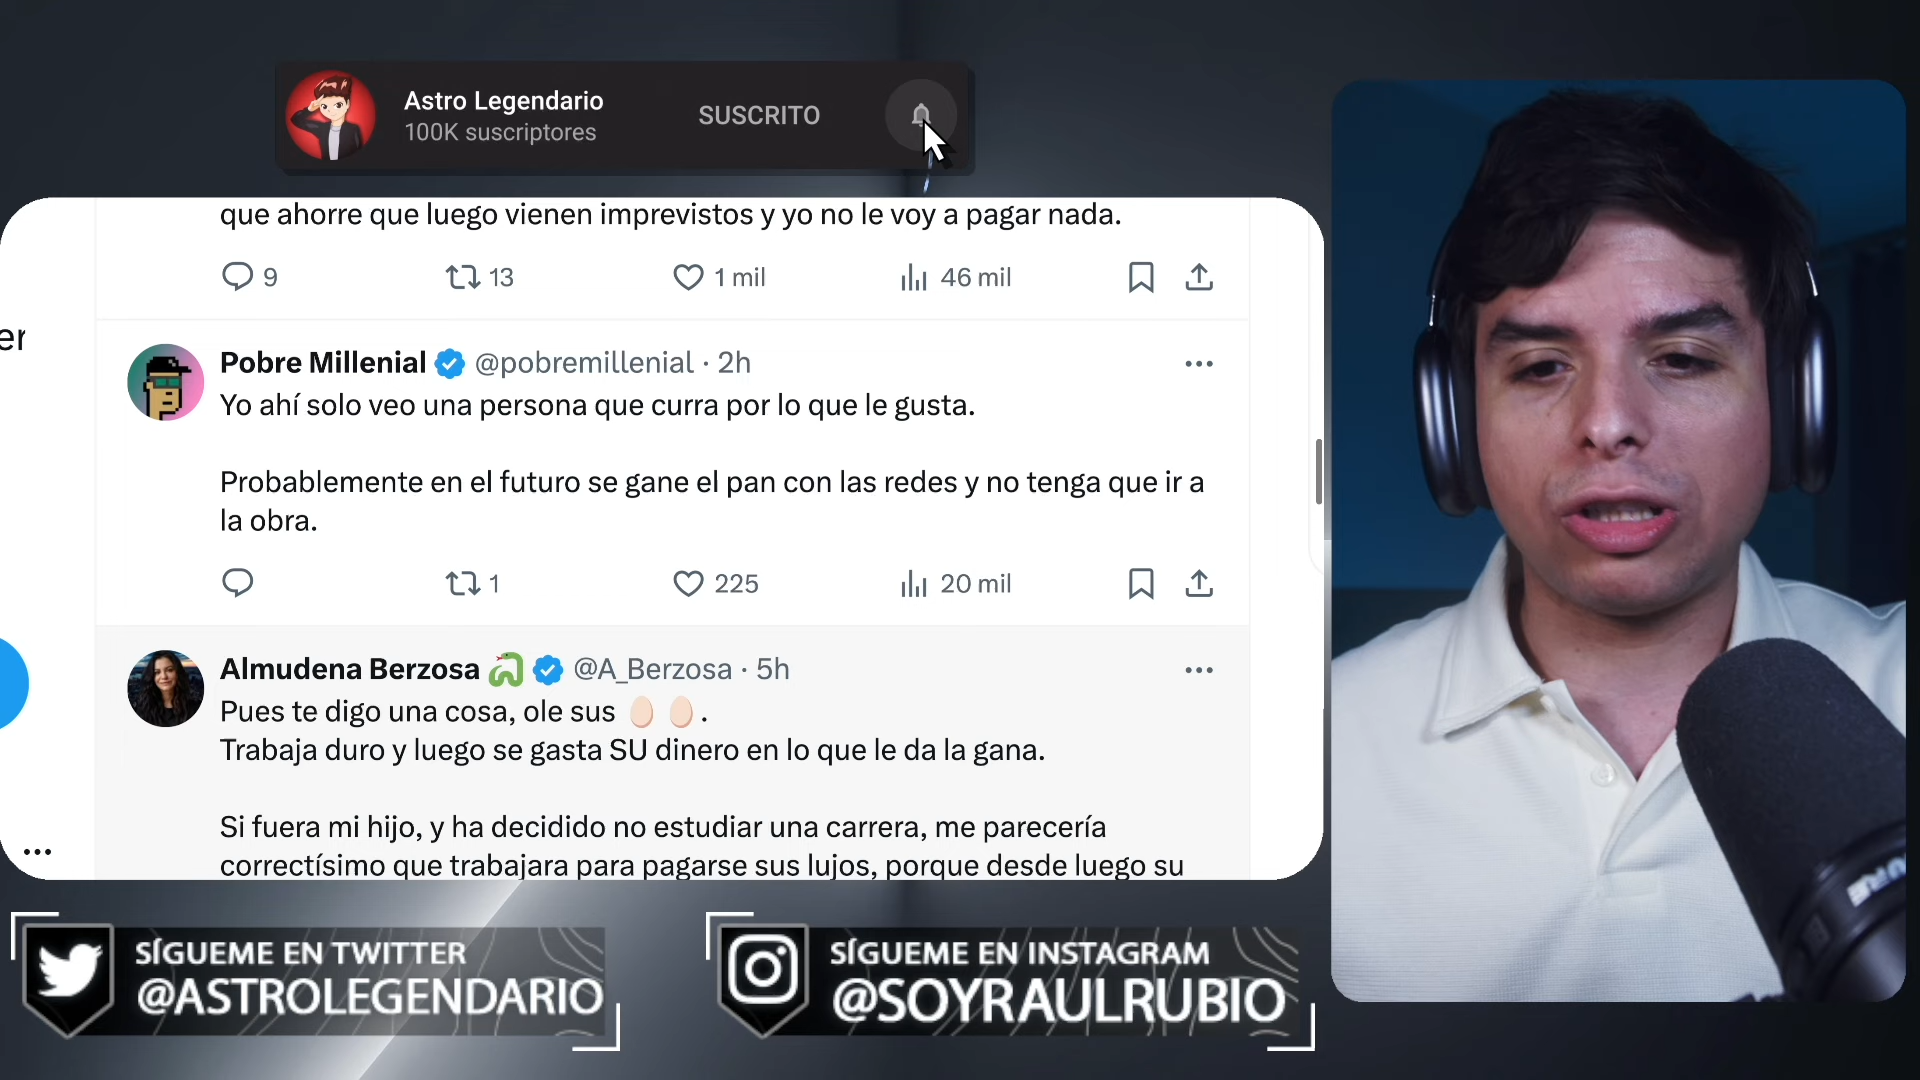 Astro Legendario
100K suscriptores
SUSCRITO
que ahorre que luego vienen imprevistos y yo no le voy a pagar nada.
9 13 1 mil 46 mil
er
Pobre Millenial @pobremillenial · 2h
Yo ahí solo veo una persona que curra por lo que le gusta.
Probablemente en el futuro se gane el pan con las redes y no tenga que ir a
la obra.
1 225 20 mil
Almudena Berzosa @A_Berzosa · 5h
Pues te digo una cosa, ole sus 🥚 🥚 .
Trabaja duro y luego se gasta SU dinero en lo que le da la gana.
Si fuera mi hijo, y ha decidido no estudiar una carrera, me parecería
correctísimo que trabajara para pagarse sus lujos, porque desde luego su
SÍGUEME EN TWITTER
@ASTROLEGENDARIO
SÍGUEME EN INSTAGRAM
@SOYRAULRUBIO